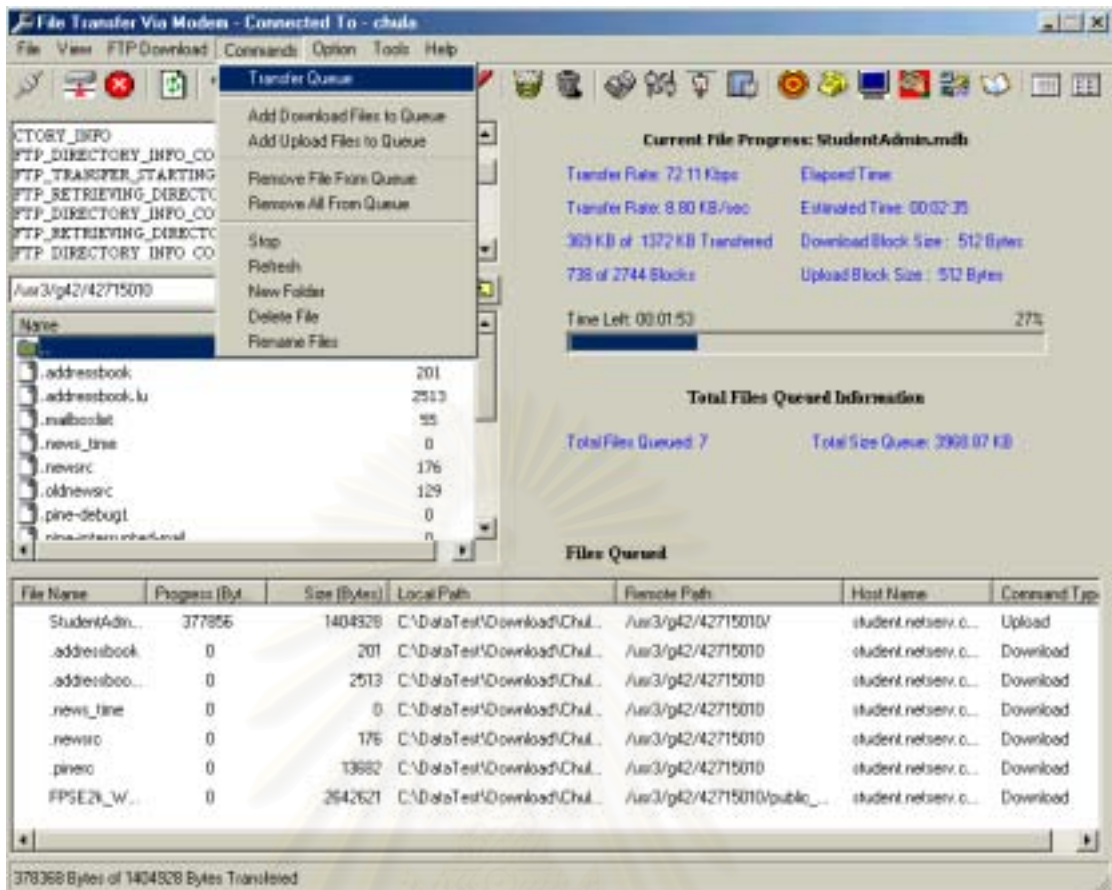 File Transfer Via Modem - Connected To - chula
File View FTP Download Commands Option Tools Help
Transfer Queue
Add Download Files to Queue
Add Upload Files to Queue
Remove File From Queue
Remove All From Queue
Stop
Refresh
New Folder
Delete File
Rename Files
CTORY_INFO
FTP_DIRECTORY_INFO_CO
FTP_TRANSFER_STARTING
FTP_RETRIEVING_DIRECTO
FTP_DIRECTORY_INFO_CO
FTP_RETRIEVING_DIRECTO
FTP_DIRECTORY_INFO_CO
/usr3/g42/42715010
Name
..
.addressbook 201
.addressbook.lu 2513
.mailboxlist 55
.news_time 0
.newsrc 176
.oldnewsrc 129
.pine-debug1 0
.pine-interrupted-mail 0
Current File Progress: StudentAdmin.mdb
Transfer Rate: 72.11 Kbps Elapsed Time
Transfer Rate: 8.80 KB/sec Estimated Time: 00:02:35
369 KB of 1372 KB Transfered Download Block Size : 512 Bytes
738 of 2744 Blocks Upload Block Size : 512 Bytes
Time Left: 00:01:53 27%
Total Files Queued Information
Total Files Queued: 7 Total Size Queue: 3968.07 KB
Files Queued
File Name Progress (Byt... Size (Bytes) Local Path Remote Path Host Name Command Typ
StudentAdm... 377856 1404928 C:\DataTest\Download\Chul... /usr3/g42/42715010/ student.netserv.c... Upload
.addressbook 0 201 C:\DataTest\Download\Chul... /usr3/g42/42715010 student.netserv.c... Download
.addressboo... 0 2513 C:\DataTest\Download\Chul... /usr3/g42/42715010 student.netserv.c... Download
.news_time 0 0 C:\DataTest\Download\Chul... /usr3/g42/42715010 student.netserv.c... Download
.newsrc 0 176 C:\DataTest\Download\Chul... /usr3/g42/42715010 student.netserv.c... Download
.pinerc 0 13682 C:\DataTest\Download\Chul... /usr3/g42/42715010 student.netserv.c... Download
FPSE2k_W... 0 2642621 C:\DataTest\Download\Chul... /usr3/g42/42715010/public_... student.netserv.c... Download
378368 Bytes of 1404928 Bytes Transfered